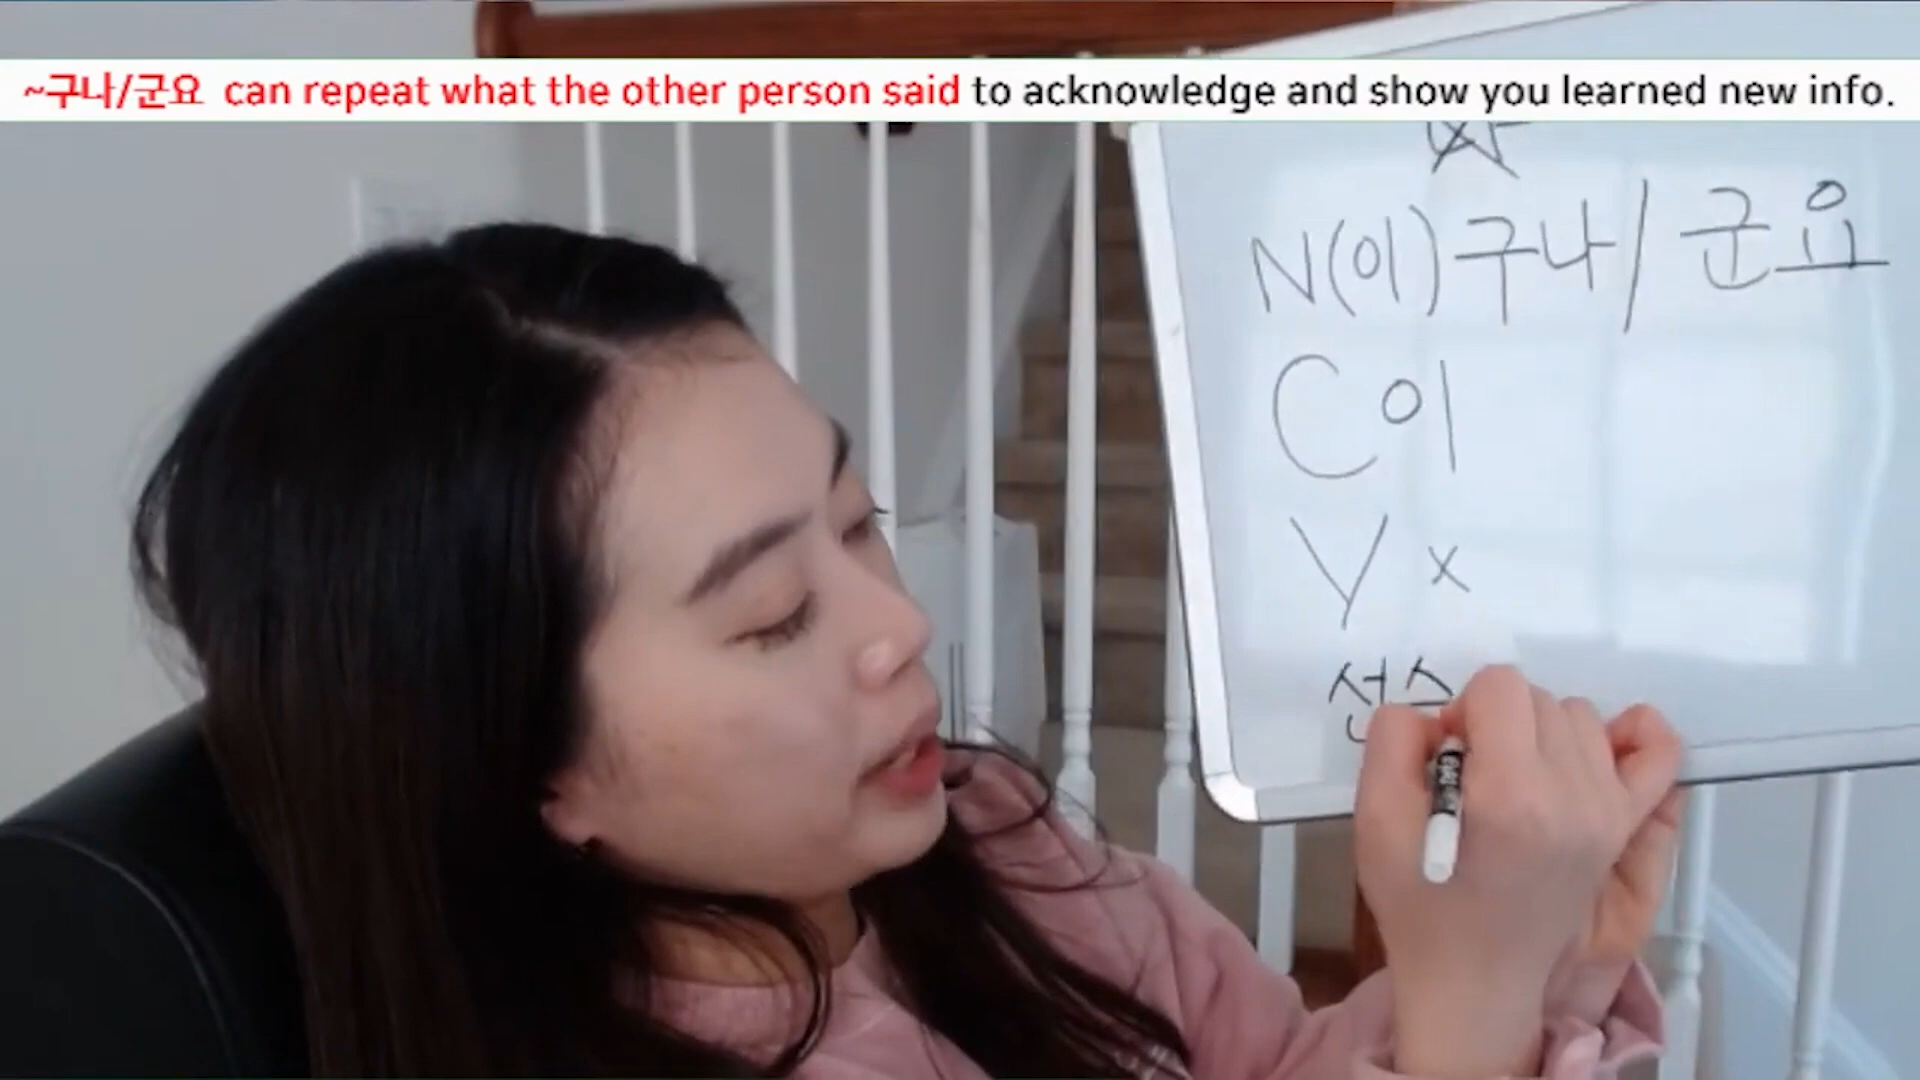 ~구나/군요 can repeat what the other person said to acknowledge and show you learned new info.
N(이)구나/군요
C 이
V x
선수